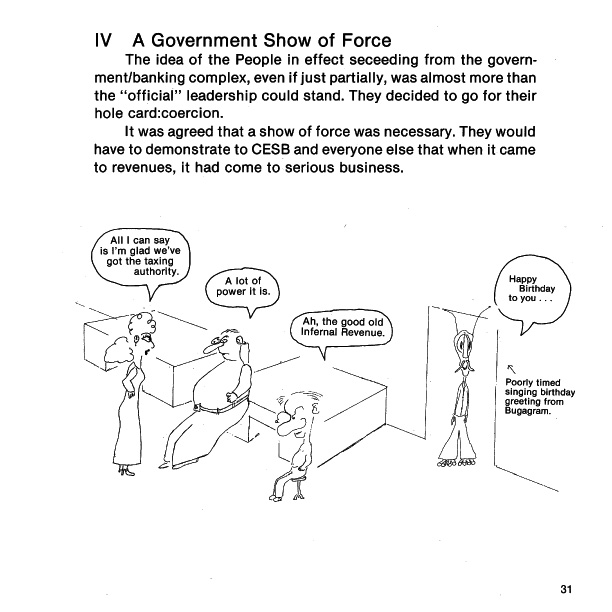 IV A Government Show of Force
The idea of the People in effect seceeding from the govern-
ment/banking complex, even if just partially, was almost more than
the "official" leadership could stand. They decided to go for their
hole card:coercion.
It was agreed that a show of force was necessary. They would
have to demonstrate to CESB and everyone else that when it came
to revenues, it had come to serious business.
All I can say
is I'm glad we've
got the taxing
authority.
A lot of
power it is.
Ah, the good old
Infernal Revenue.
Happy
Birthday
to you . . .
Poorly timed
singing birthday
greeting from
Bugagram.
31